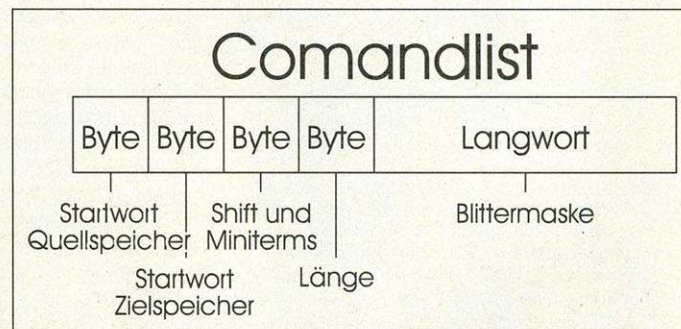 Comandlist
Byte Byte Byte Byte Langwort
Startwort Shift und Blittermaske
Quellspeicher Miniterms
Startwort Länge
Zielspeicher